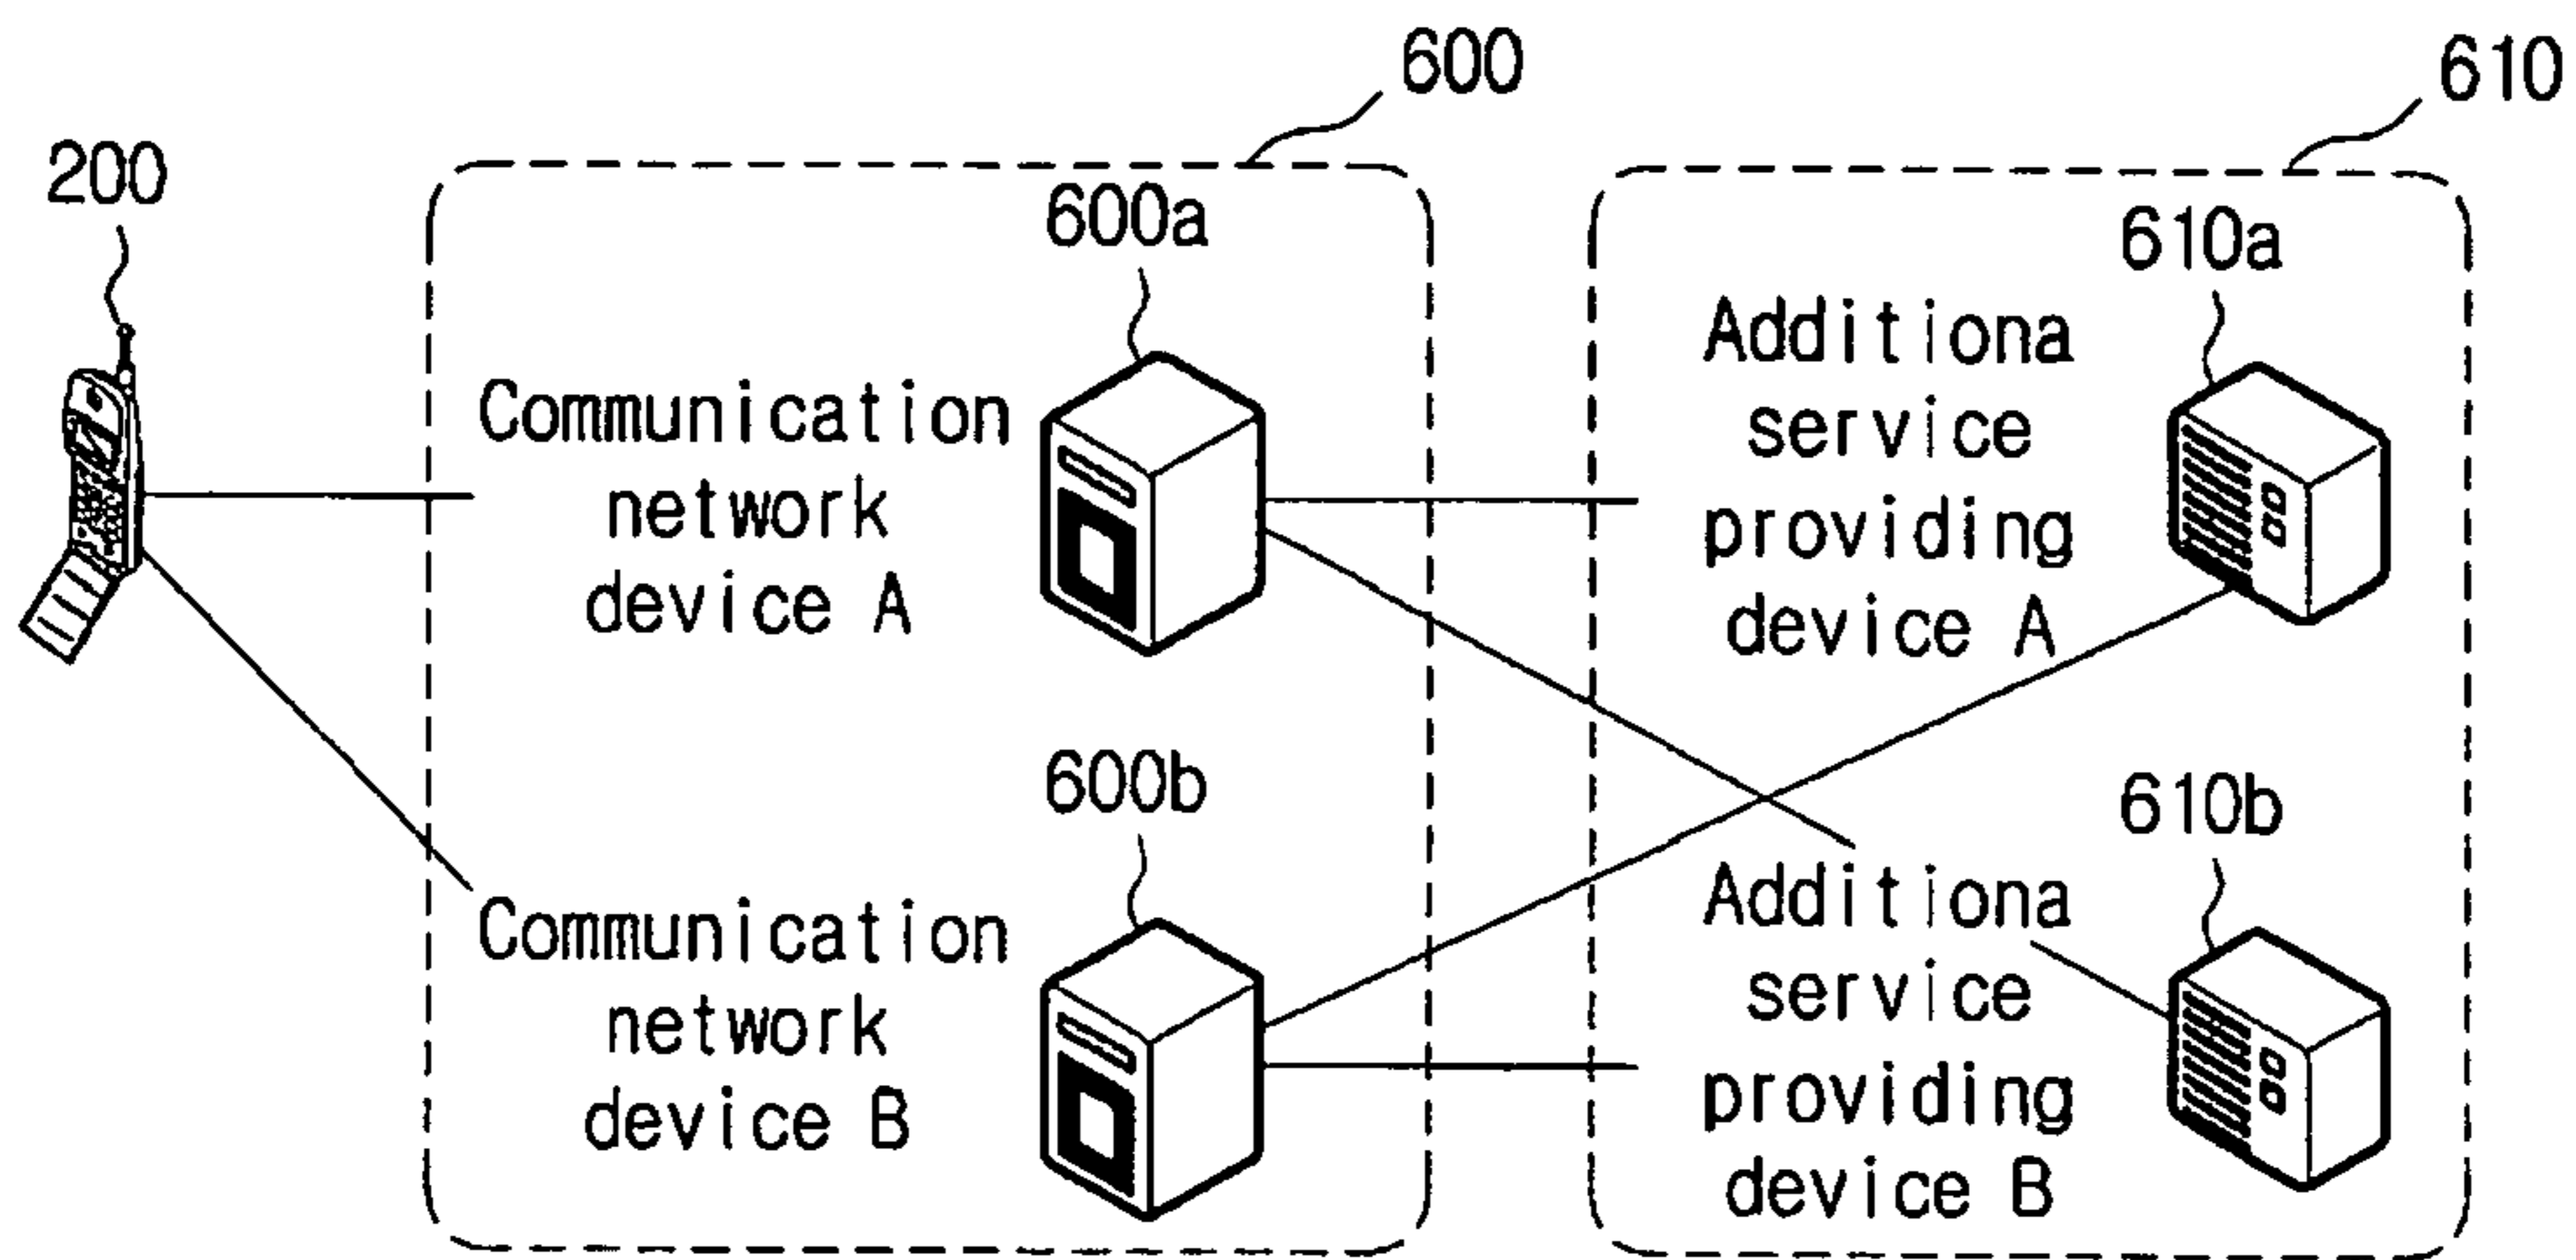 600
610
200
600a
610a
Communication
network
device A
Additiona
service
providing
device A
600b
610b
Communication
network
device B
Additiona
service
providing
device B